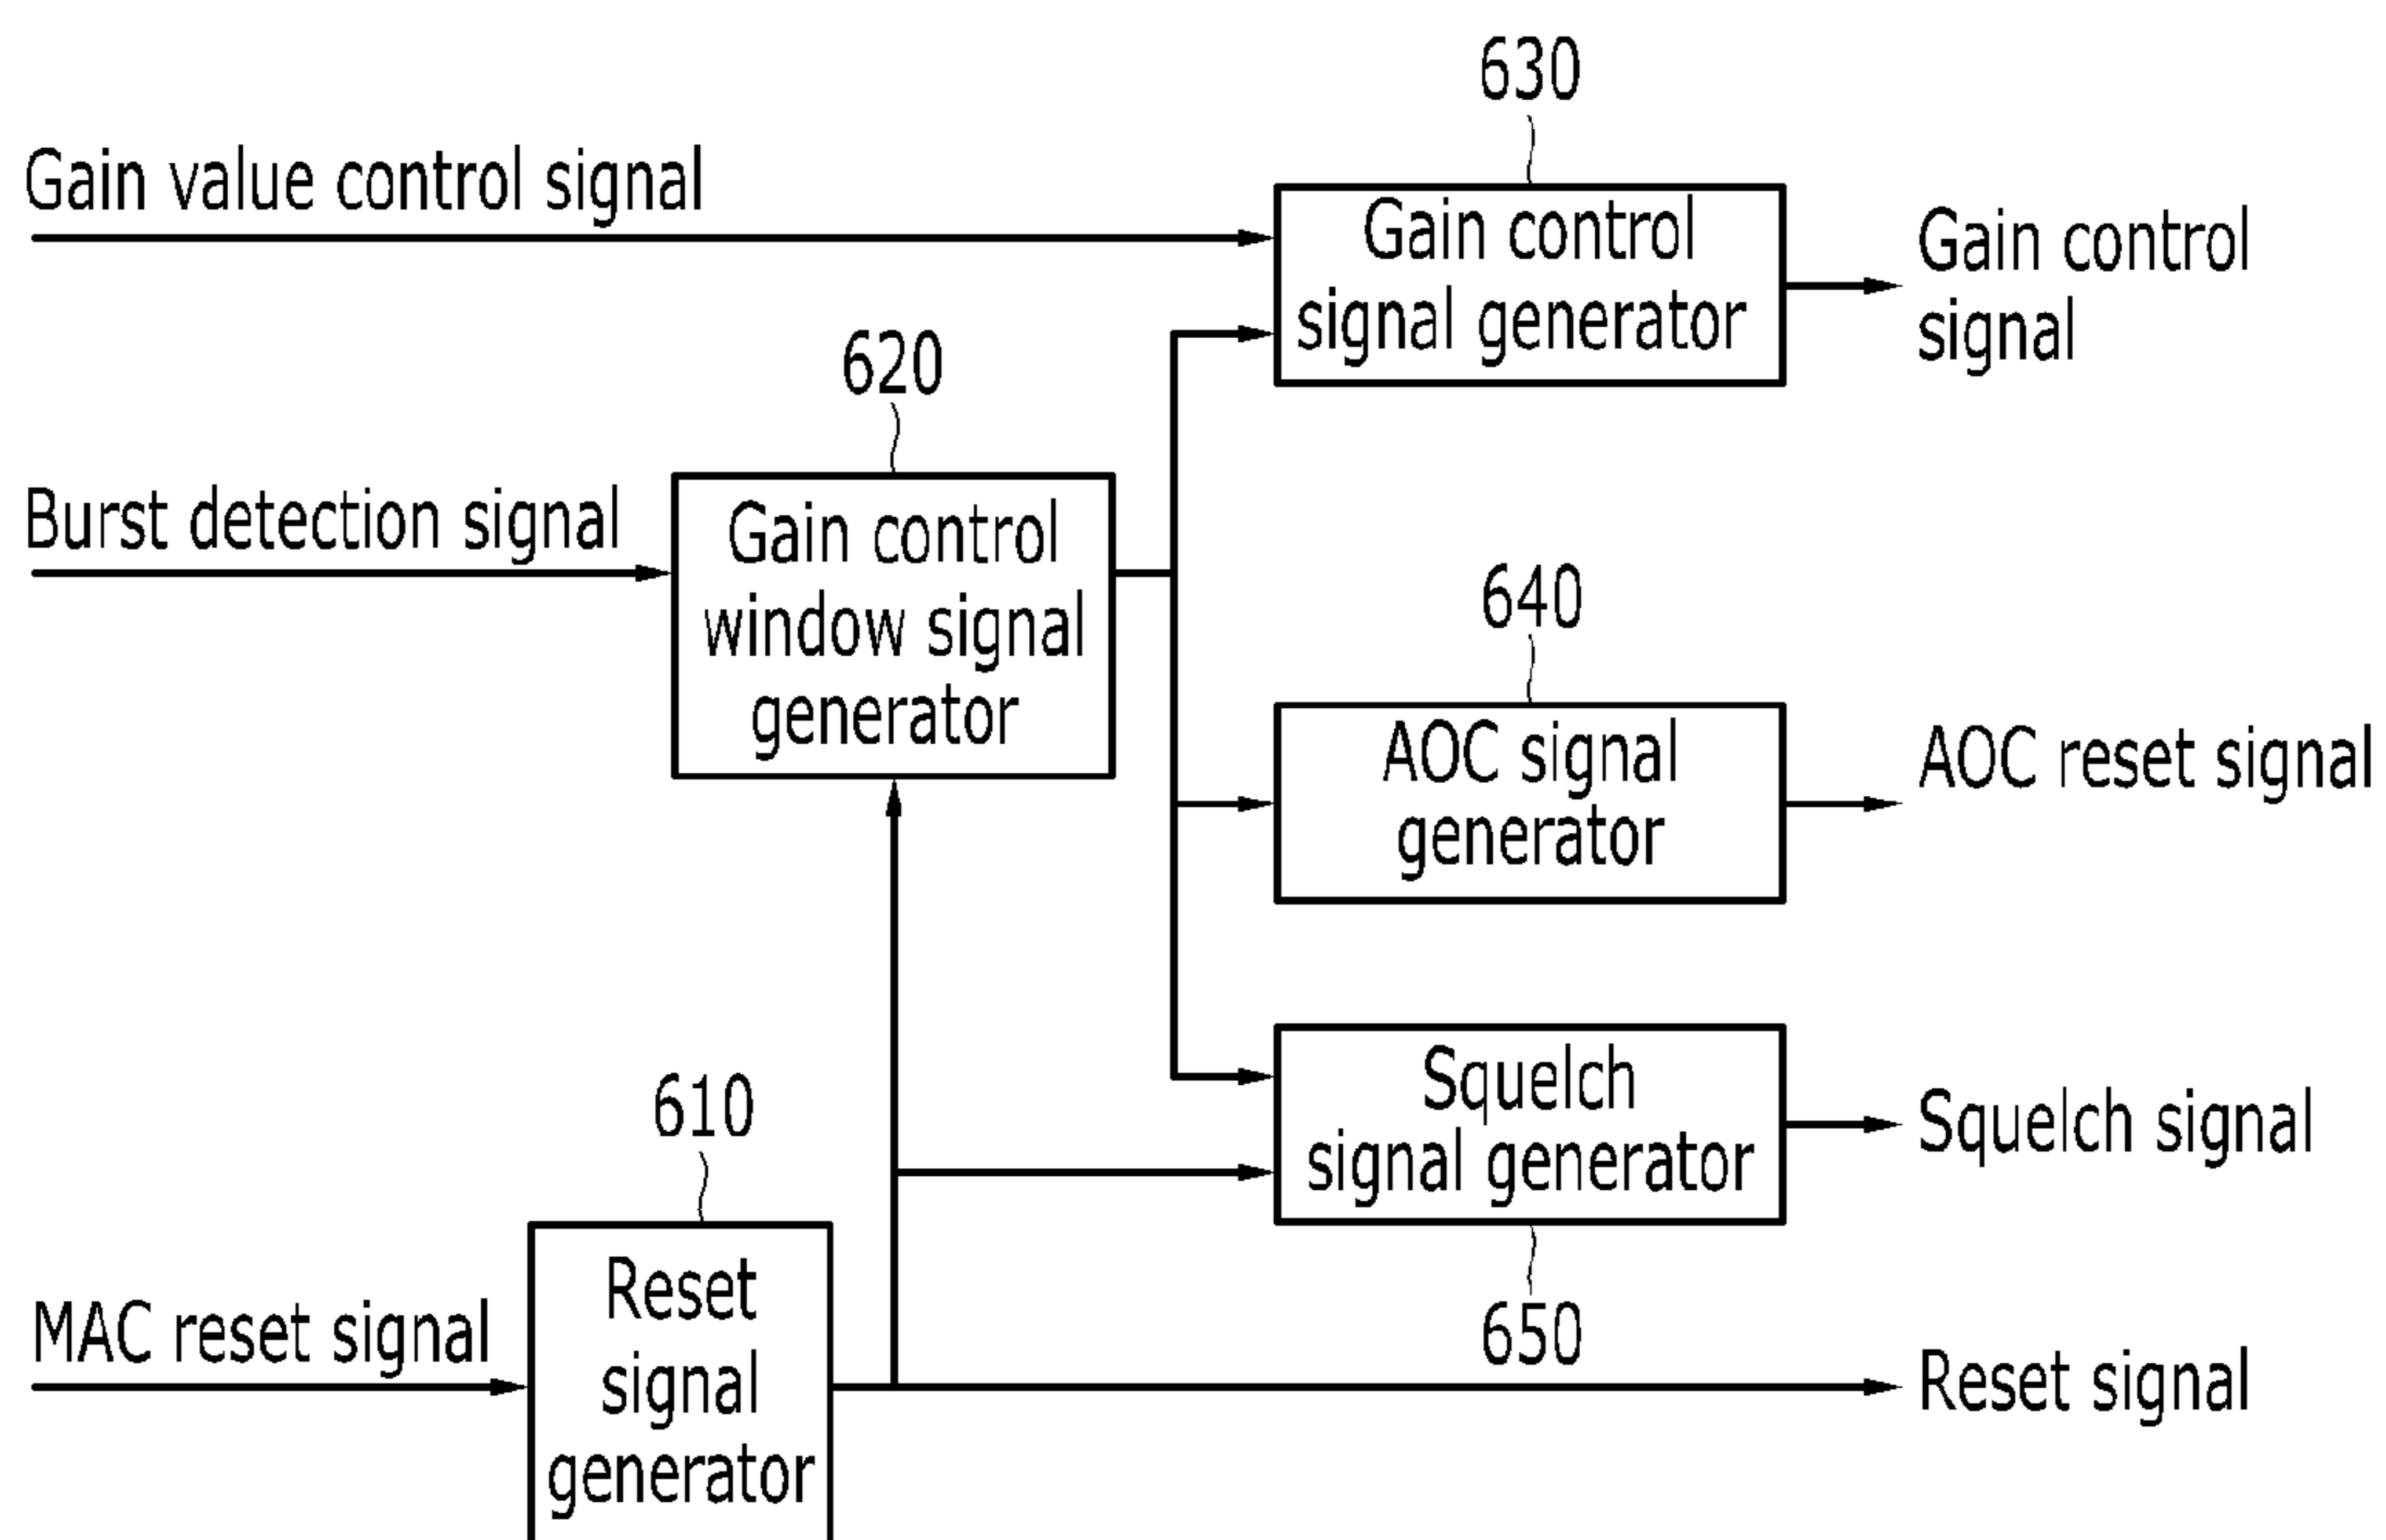 630
Gain value control signal
Gain control
signal generator
Gain control
signal
620
Burst detection signal
Gain control
window signal
generator
640
AOC signal
generator
AOC reset signal
Squelch
signal generator
Squelch signal
650
610
MAC reset signal
Reset
signal
generator
Reset signal